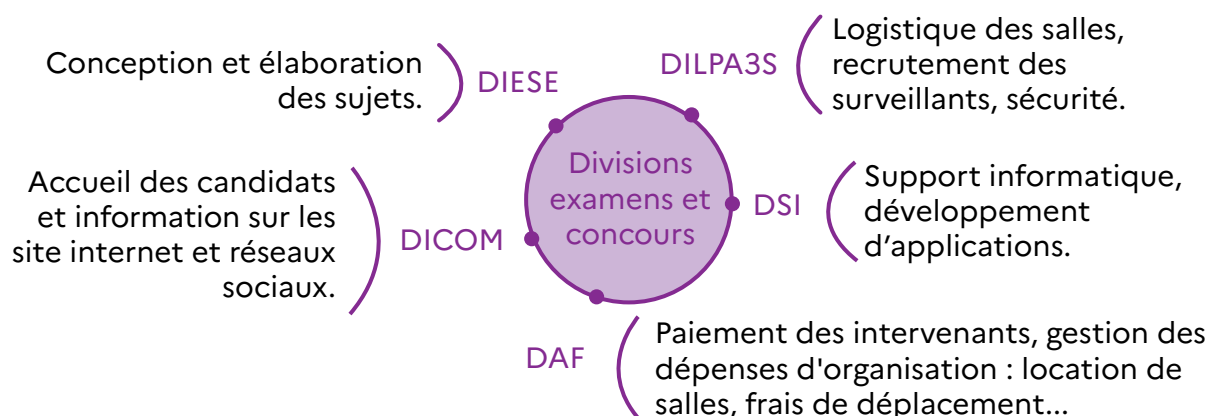 Conception et élaboration
des sujets.
DIESE
DILPA3S
Logistique des salles,
recrutement des
surveillants, sécurité.
Accueil des candidats
et information sur les
site internet et réseaux
sociaux.
DICOM
Divisions
examens et
concours
DSI
Support informatique,
développement
d’applications.
DAF
Paiement des intervenants, gestion des
dépenses d'organisation : location de
salles, frais de déplacement...